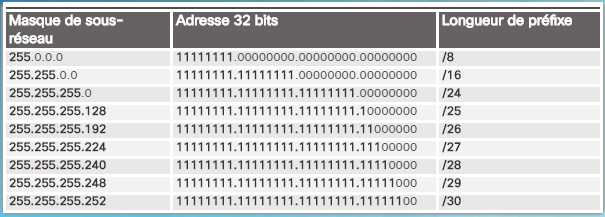 Masque de sous-réseau Adresse 32 bits Longueur de préfixe
255.0.0.0 11111111.00000000.00000000.00000000 /8
255.255.0.0 11111111.11111111.00000000.00000000 /16
255.255.255.0 11111111.11111111.11111111.00000000 /24
255.255.255.128 11111111.11111111.11111111.10000000 /25
255.255.255.192 11111111.11111111.11111111.11000000 /26
255.255.255.224 11111111.11111111.11111111.11100000 /27
255.255.255.240 11111111.11111111.11111111.11110000 /28
255.255.255.248 11111111.11111111.11111111.11111000 /29
255.255.255.252 11111111.11111111.11111111.11111100 /30